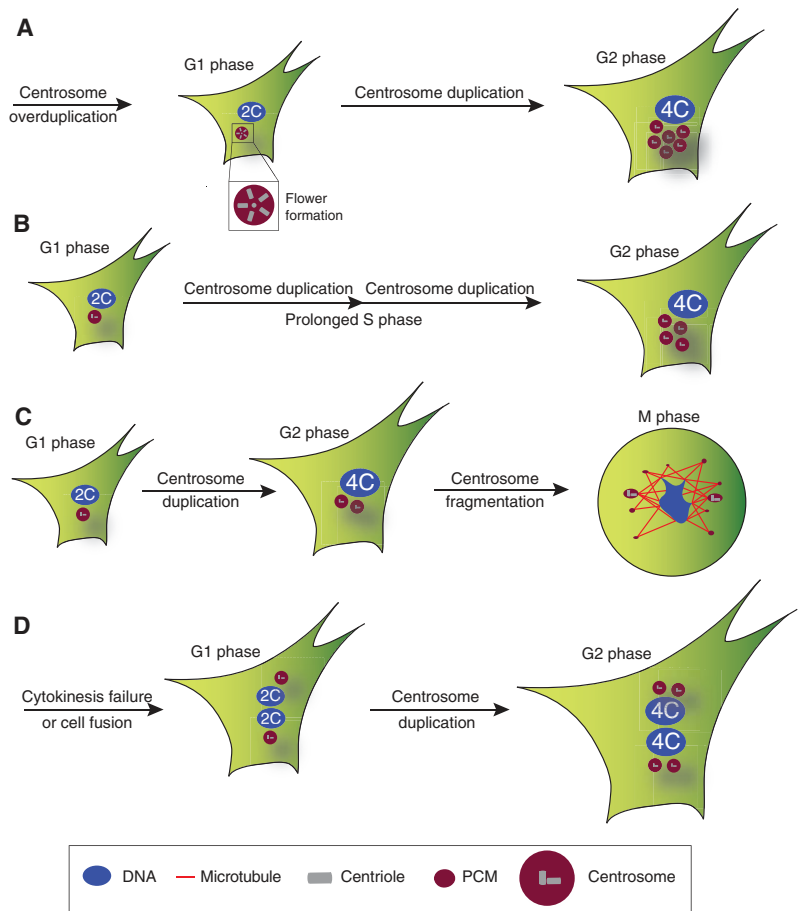 A
G1 phase
G2 phase
Centrosome
overduplication
Centrosome duplication
2C
4C
Flower
formation
B
G1 phase
G2 phase
Centrosome duplication
Centrosome duplication
Prolonged S phase
2C
4C
C
G1 phase
G2 phase
M phase
Centrosome
duplication
Centrosome
fragmentation
2C
4C
D
G1 phase
G2 phase
Cytokinesis failure
or cell fusion
Centrosome
duplication
2C
2C
4C
4C
DNA
Microtubule
Centriole
PCM
Centrosome